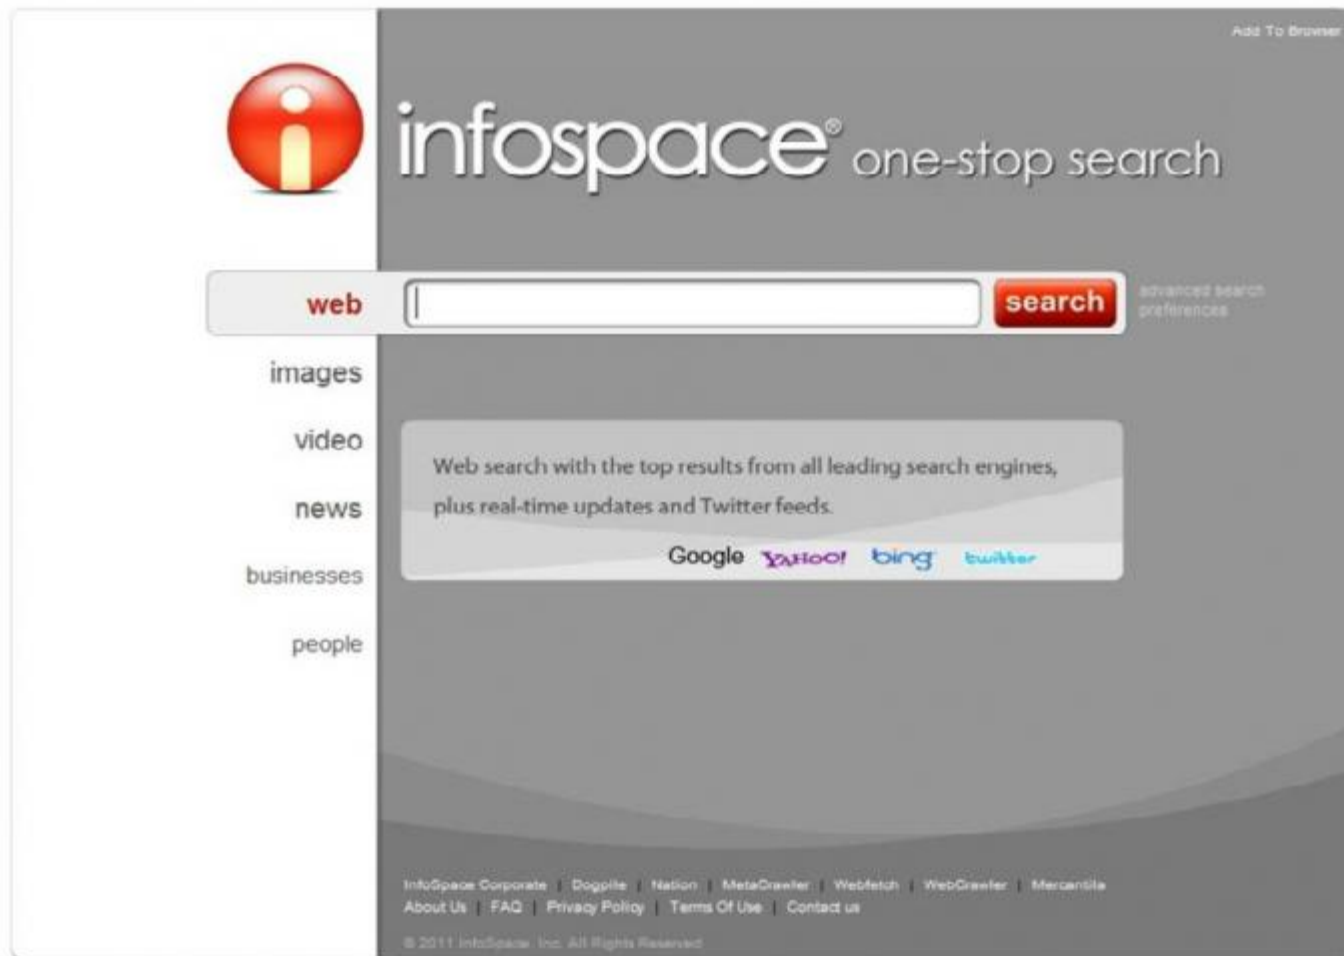 Add To Browser
infospace® one-stop search
web
search
advanced search
preferences
images
video
news
businesses
people
Web search with the top results from all leading search engines,
plus real-time updates and Twitter feeds.
Google YAHOO! bing twitter
InfoSpace Corporate | Dogpile | Nation | MetaCrawler | Webfetch | WebCrawler | Mercantila
About Us | FAQ | Privacy Policy | Terms Of Use | Contact us
© 2011 InfoSpace, Inc. All Rights Reserved